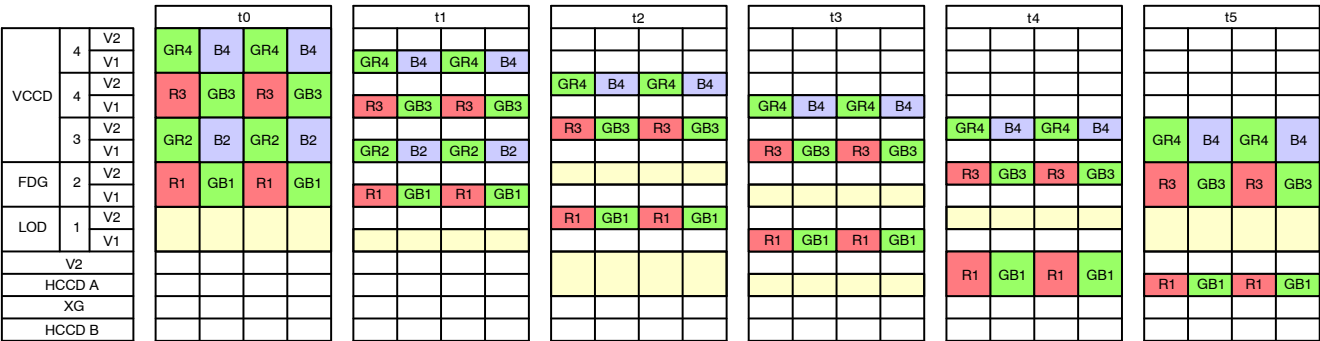 t0 t1 t2 t3 t4 t5
4 V2 GR4 B4 GR4 B4
V1 GR4 B4 GR4 B4
VCCD 4 V2 R3 GB3 R3 GB3 GR4 B4 GR4 B4
V1 R3 GB3 R3 GB3 GR4 B4 GR4 B4
3 V2 GR2 B2 GR2 B2 R3 GB3 R3 GB3 GR4 B4 GR4 B4 GR4 B4 GR4 B4
V1 GR2 B2 GR2 B2 R3 GB3 R3 GB3
FDG 2 V2 R1 GB1 R1 GB1 R3 GB3 R3 GB3 R3 GB3 R3 GB3
V1 R1 GB1 R1 GB1
LOD 1 V2 R1 GB1 R1 GB1
V1 R1 GB1 R1 GB1
V2 R1 GB1 R1 GB1
HCCD A R1 GB1 R1 GB1
XG
HCCD B